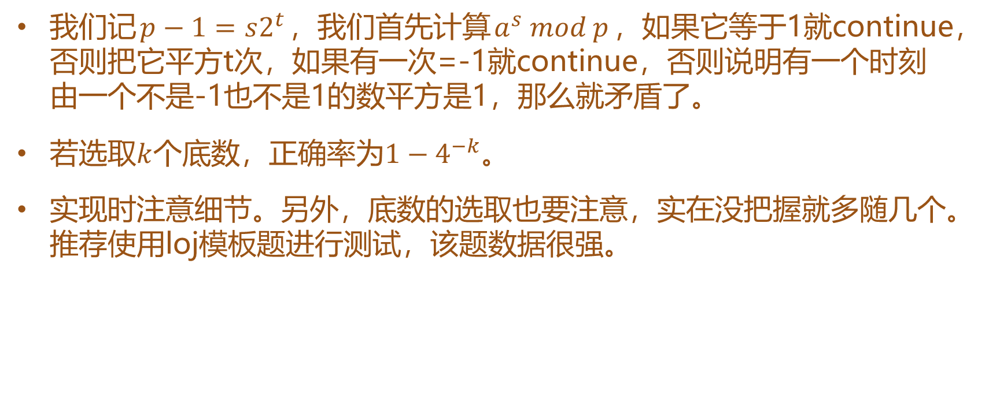 • 我们记p − 1 = s2^t，我们首先计算a^s mod p，如果它等于1就continue，
否则把它平方t次，如果有一次=-1就continue，否则说明有一个时刻
由一个不是-1也不是1的数平方是1，那么就矛盾了。
• 若选取k个底数，正确率为1 − 4^{−k}。
• 实现时注意细节。另外，底数的选取也要注意，实在没把握就多随几个。
推荐使用loj模板题进行测试，该题数据很强。